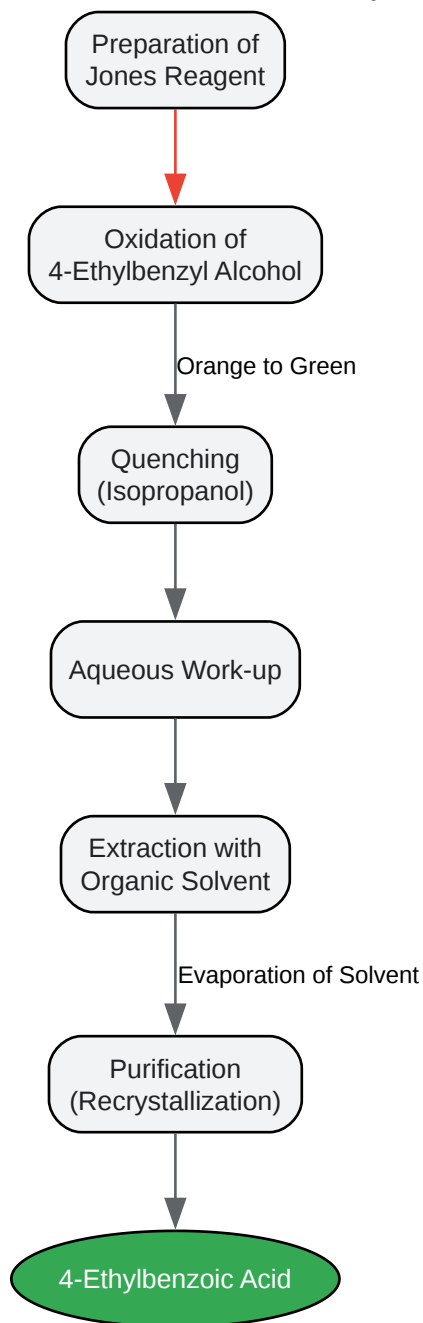 Preparation of
Jones Reagent
Oxidation of
4-Ethylbenzyl Alcohol
Orange to Green
Quenching
(Isopropanol)
Aqueous Work-up
Extraction with
Organic Solvent
Evaporation of Solvent
Purification
(Recrystallization)
4-Ethylbenzoic Acid